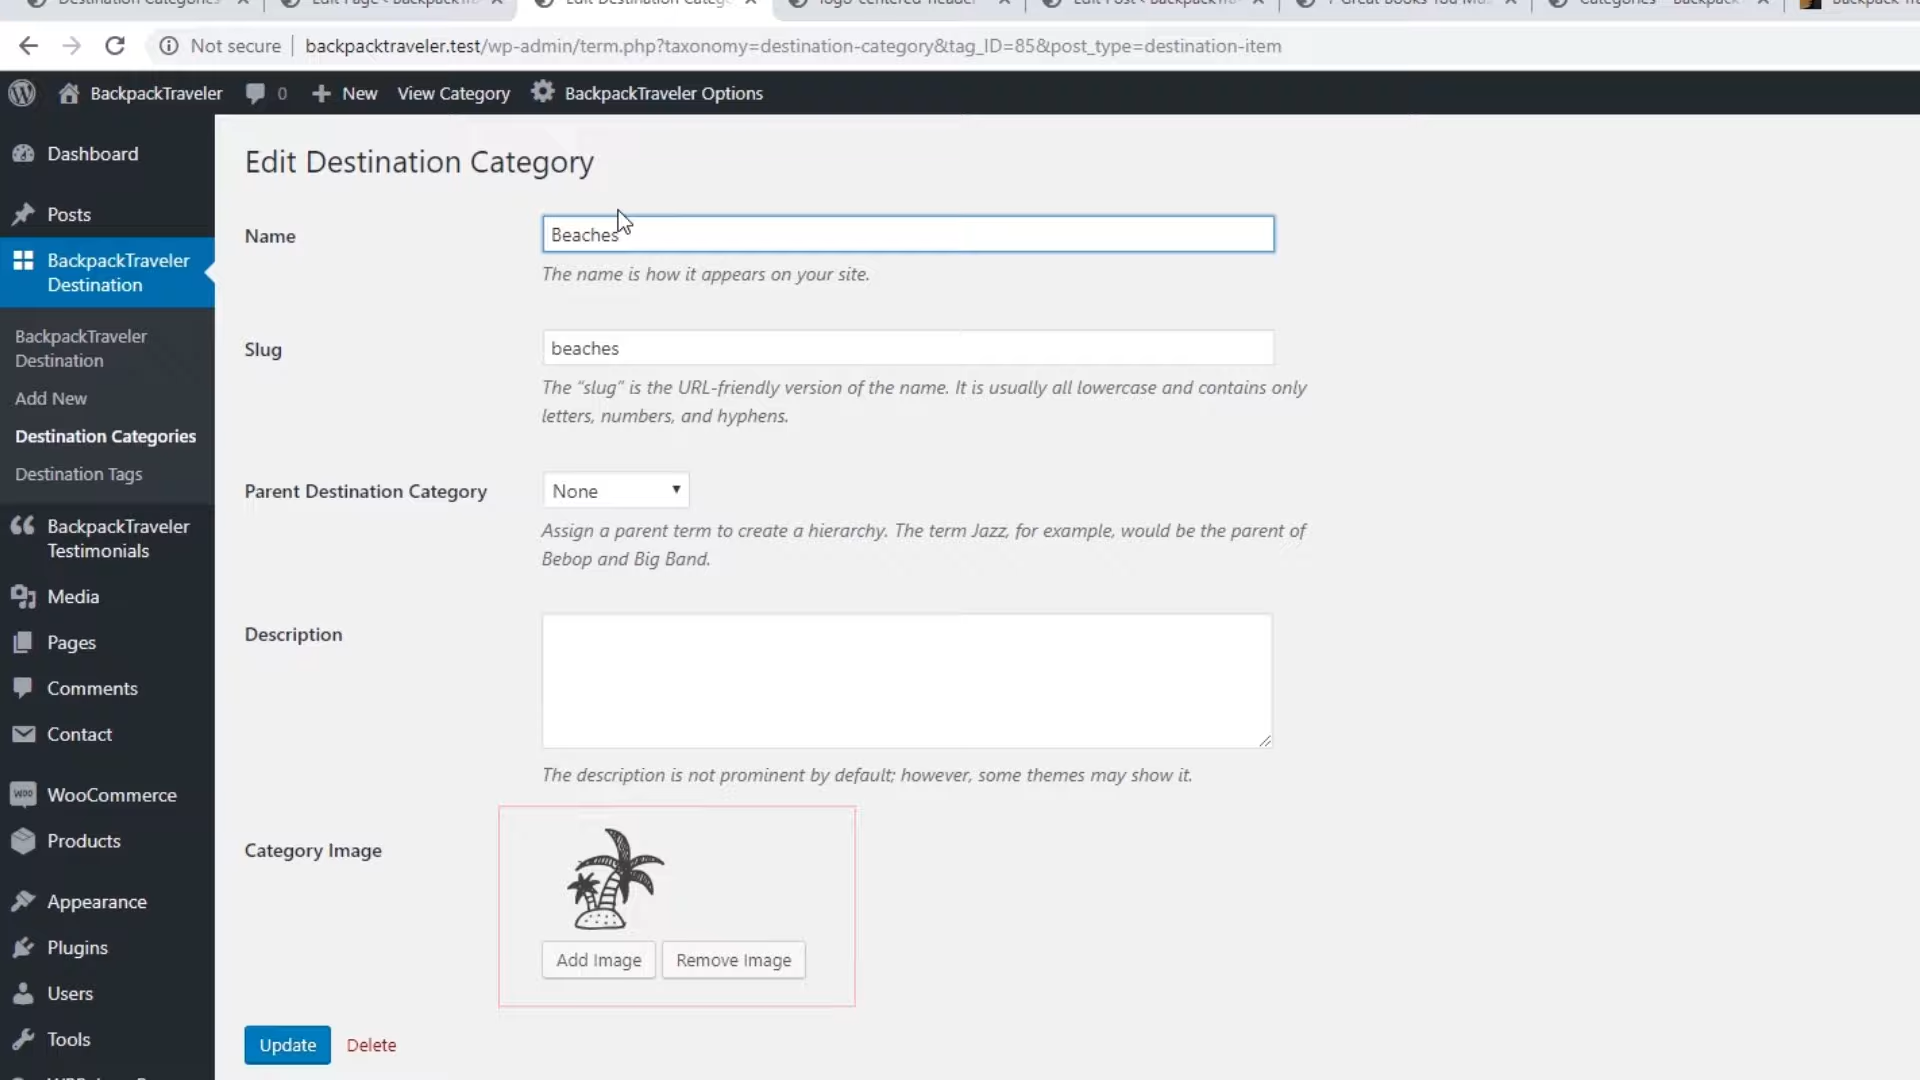 Not secure
backpacktraveler.test/wp-admin/term.php?taxonomy=destination-category&tag_ID=85&post_type=destination-item
BackpackTraveler
0
New
View Category
BackpackTraveler Options
Dashboard
Posts
BackpackTraveler
Destination
BackpackTraveler
Destination
Add New
Destination Categories
Destination Tags
BackpackTraveler
Testimonials
Media
Pages
Comments
Contact
WOO
WooCommerce
Products
Appearance
Plugins
Users
Tools
Edit Destination Category
Name
Beaches
The name is how it appears on your site.
Slug
beaches
The “slug” is the URL-friendly version of the name. It is usually all lowercase and contains only
letters, numbers, and hyphens.
Parent Destination Category
None
Assign a parent term to create a hierarchy. The term Jazz, for example, would be the parent of
Bebop and Big Band.
Description
The description is not prominent by default; however, some themes may show it.
Category Image
Add Image
Remove Image
Update
Delete